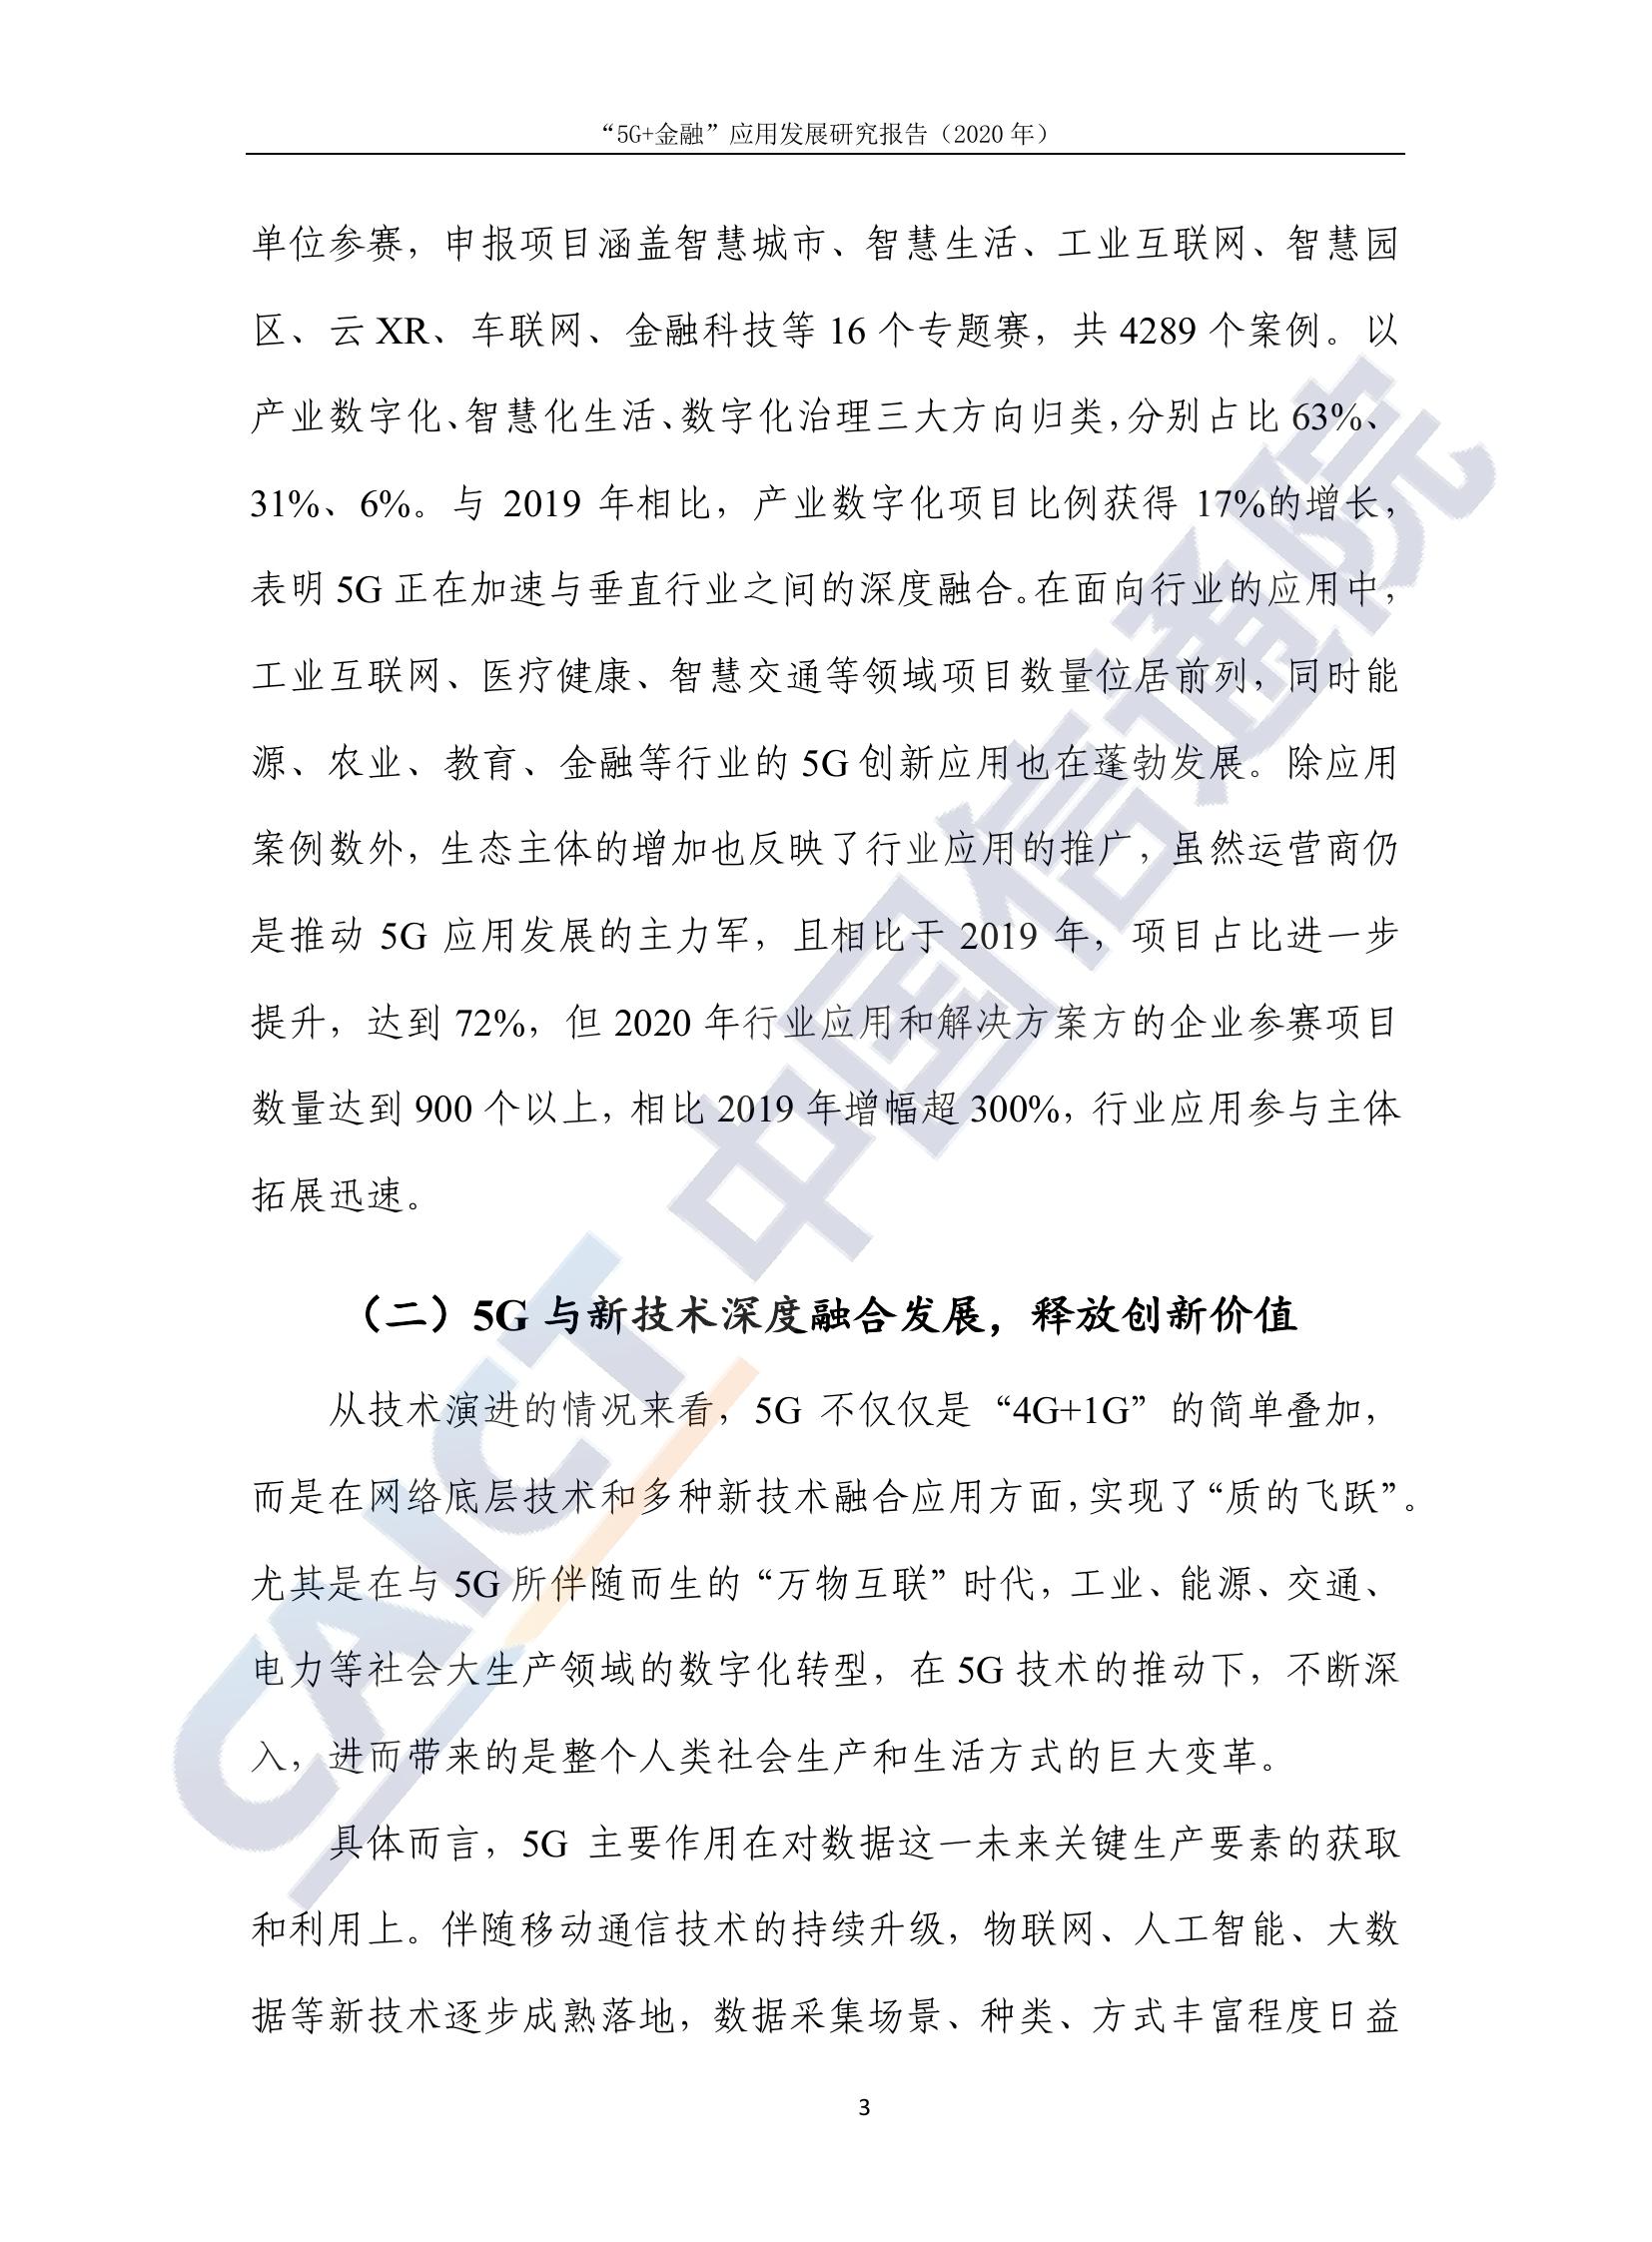 “5G+金融”应用发展研究报告（2020 年）
单位参赛，申报项目涵盖智慧城市、智慧生活、工业互联网、智慧园
区、云 XR、车联网、金融科技等 16 个专题赛，共 4289 个案例。以
产业数字化、智慧化生活、数字化治理三大方向归类，分别占比 63%、
31%、6%。与 2019 年相比，产业数字化项目比例获得 17%的增长，
表明 5G 正在加速与垂直行业之间的深度融合。在面向行业的应用中，
工业互联网、医疗健康、智慧交通等领域项目数量位居前列，同时能
源、农业、教育、金融等行业的 5G 创新应用也在蓬勃发展。除应用
案例数外，生态主体的增加也反映了行业应用的推广，虽然运营商仍
是推动 5G 应用发展的主力军，且相比于 2019 年，项目占比进一步
提升，达到 72%，但 2020 年行业应用和解决方案方的企业参赛项目
数量达到 900 个以上，相比 2019 年增幅超 300%，行业应用参与主体
拓展迅速。
（二）5G 与新技术深度融合发展，释放创新价值
从技术演进的情况来看，5G 不仅仅是“4G+1G”的简单叠加，
而是在网络底层技术和多种新技术融合应用方面，实现了“质的飞跃”。
尤其是在与 5G 所伴随而生的“万物互联”时代，工业、能源、交通、
电力等社会大生产领域的数字化转型，在 5G 技术的推动下，不断深
入，进而带来的是整个人类社会生产和生活方式的巨大变革。
具体而言，5G 主要作用在对数据这一未来关键生产要素的获取
和利用上。伴随移动通信技术的持续升级，物联网、人工智能、大数
据等新技术逐步成熟落地，数据采集场景、种类、方式丰富程度日益
3
CAICT 中国信通院